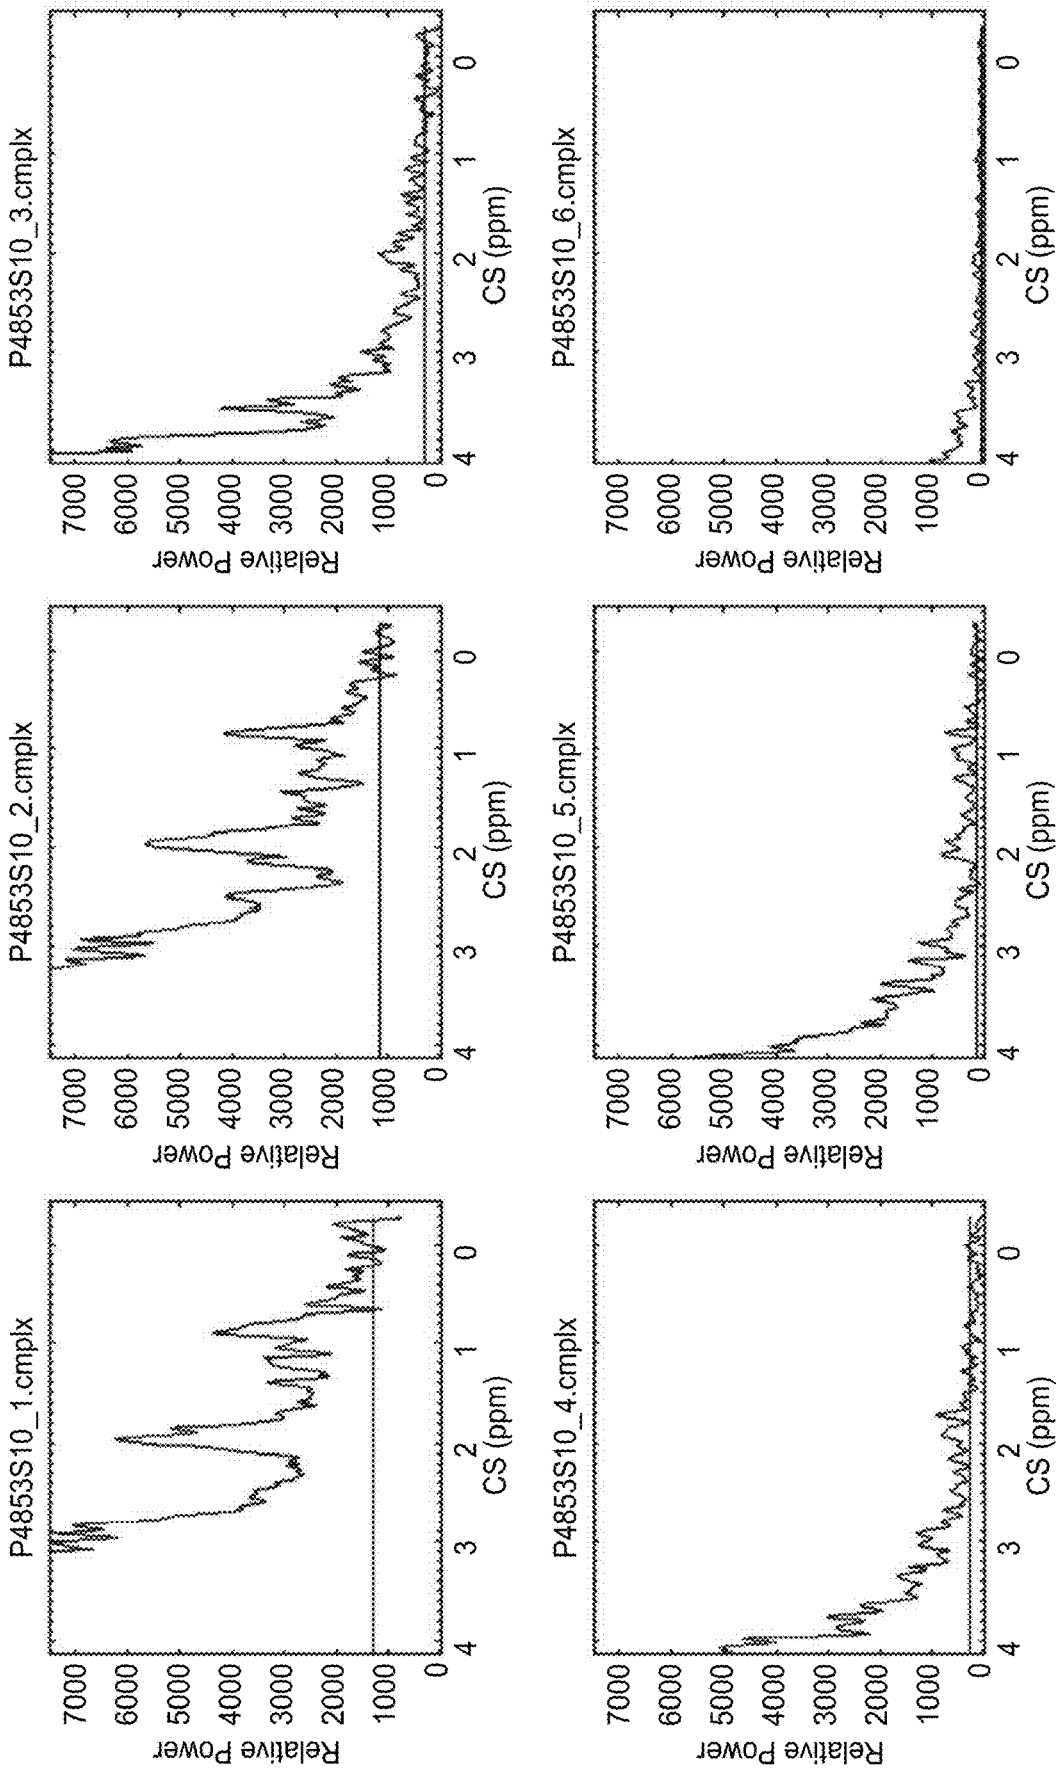 P4853S10_1.cmplx
Relative Power
7000
6000
5000
4000
3000
2000
1000
0
4 3 2 1 0
CS (ppm)
P4853S10_2.cmplx
Relative Power
7000
6000
5000
4000
3000
2000
1000
0
4 3 2 1 0
CS (ppm)
P4853S10_3.cmplx
Relative Power
7000
6000
5000
4000
3000
2000
1000
0
4 3 2 1 0
CS (ppm)
P4853S10_4.cmplx
Relative Power
7000
6000
5000
4000
3000
2000
1000
0
4 3 2 1 0
CS (ppm)
P4853S10_5.cmplx
Relative Power
7000
6000
5000
4000
3000
2000
1000
0
4 3 2 1 0
CS (ppm)
P4853S10_6.cmplx
Relative Power
7000
6000
5000
4000
3000
2000
1000
0
4 3 2 1 0
CS (ppm)